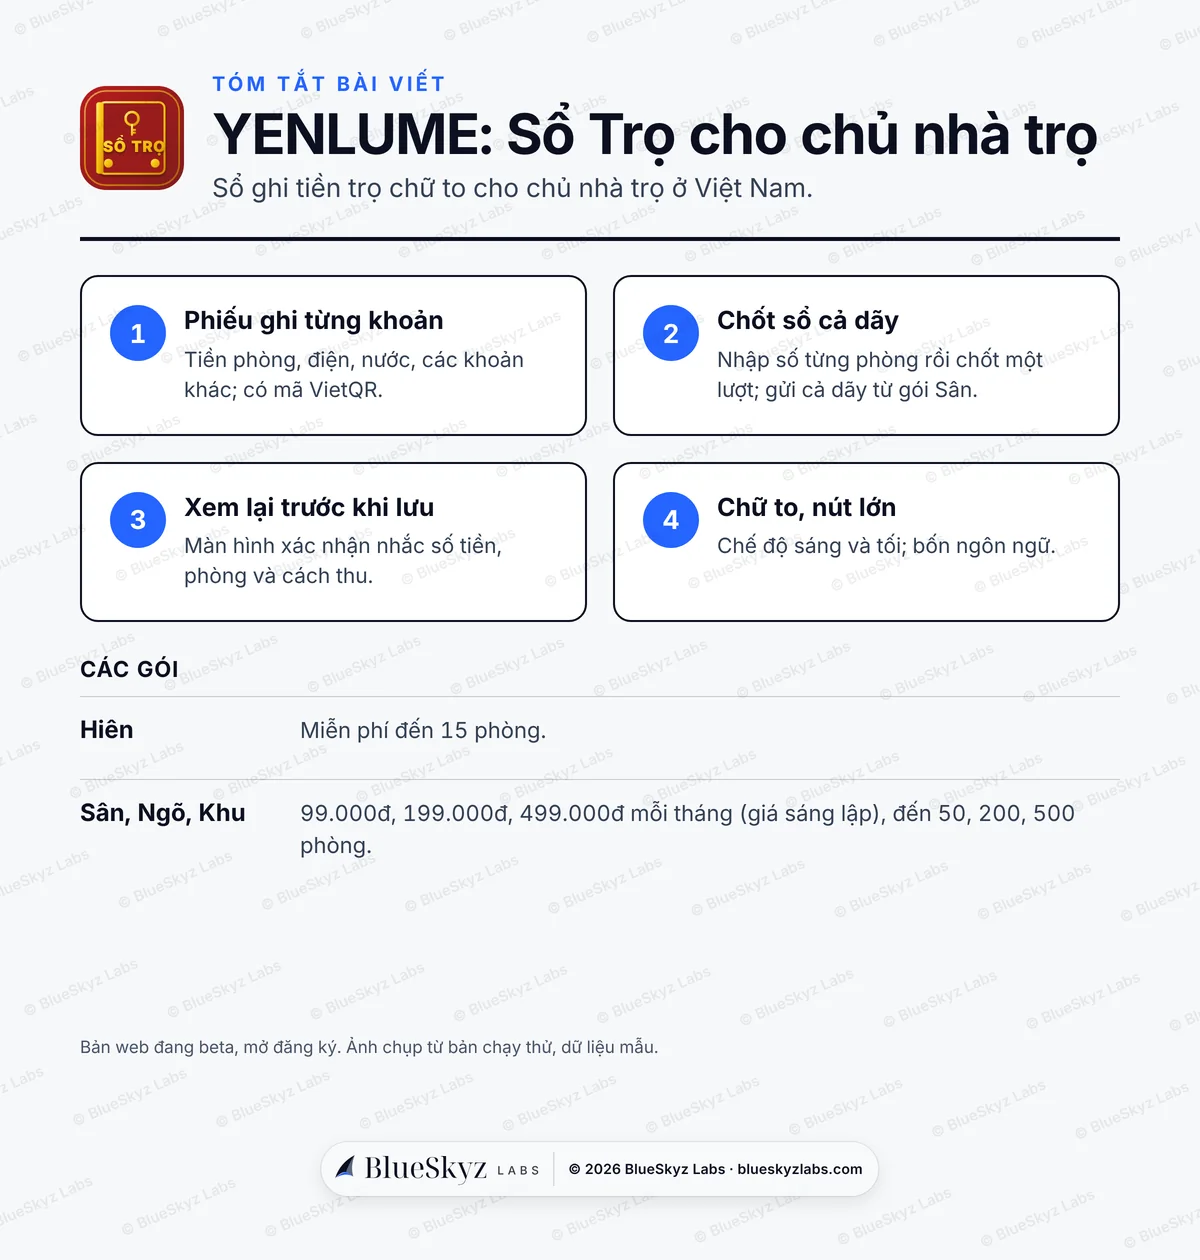 TÓM TẮT BÀI VIẾT
YENLUME: Sổ Trọ cho chủ nhà trọ
Sổ ghi tiền trọ chữ to cho chủ nhà trọ ở Việt Nam.
SỔ TRỌ
1
Phiếu ghi từng khoản
Tiền phòng, điện, nước, các khoản
khác; có mã VietQR.
2
Chốt sổ cả dãy
Nhập số từng phòng rồi chốt một
lượt; gửi cả dãy từ gói Sân.
3
Xem lại trước khi lưu
Màn hình xác nhận nhắc số tiền,
phòng và cách thu.
4
Chữ to, nút lớn
Chế độ sáng và tối; bốn ngôn ngữ.
CÁC GÓI
Hiên
Miễn phí đến 15 phòng.
Sân, Ngõ, Khu
99.000đ, 199.000đ, 499.000đ mỗi tháng (giá sáng lập), đến 50, 200, 500
phòng.
Bản web đang beta, mở đăng ký. Ảnh chụp từ bản chạy thử, dữ liệu mẫu.
BlueSkyz LABS
© 2026 BlueSkyz Labs · blueskyzlabs.com
© BlueSkyz Labs